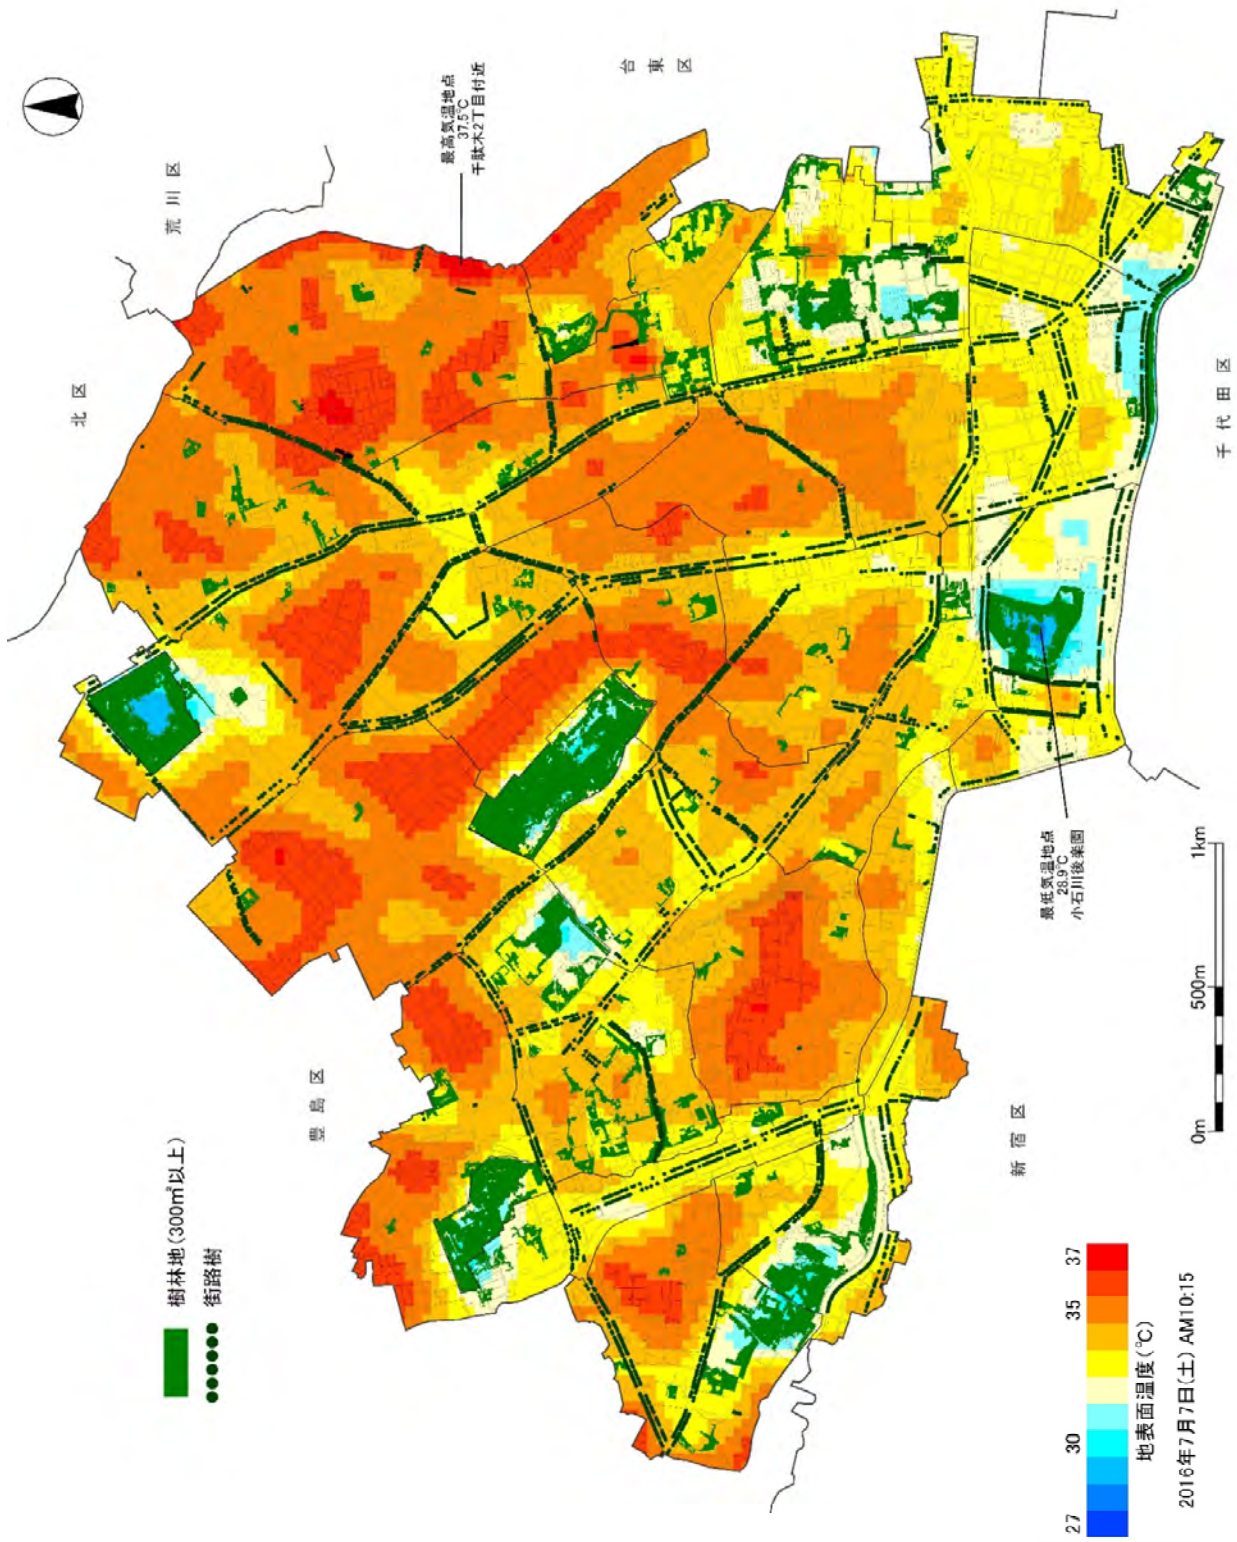 荒川区
台東区
北区
最高気温地点
37.5℃
千駄木2丁目付近
千代田区
豊島区
新宿区
最低気温地点
28.9℃
小石川後楽園
樹林地(300㎡以上)
街路樹
27 30 35 37
地表面温度(℃)
2016年7月7日(土) AM10:15
0m 500m 1km